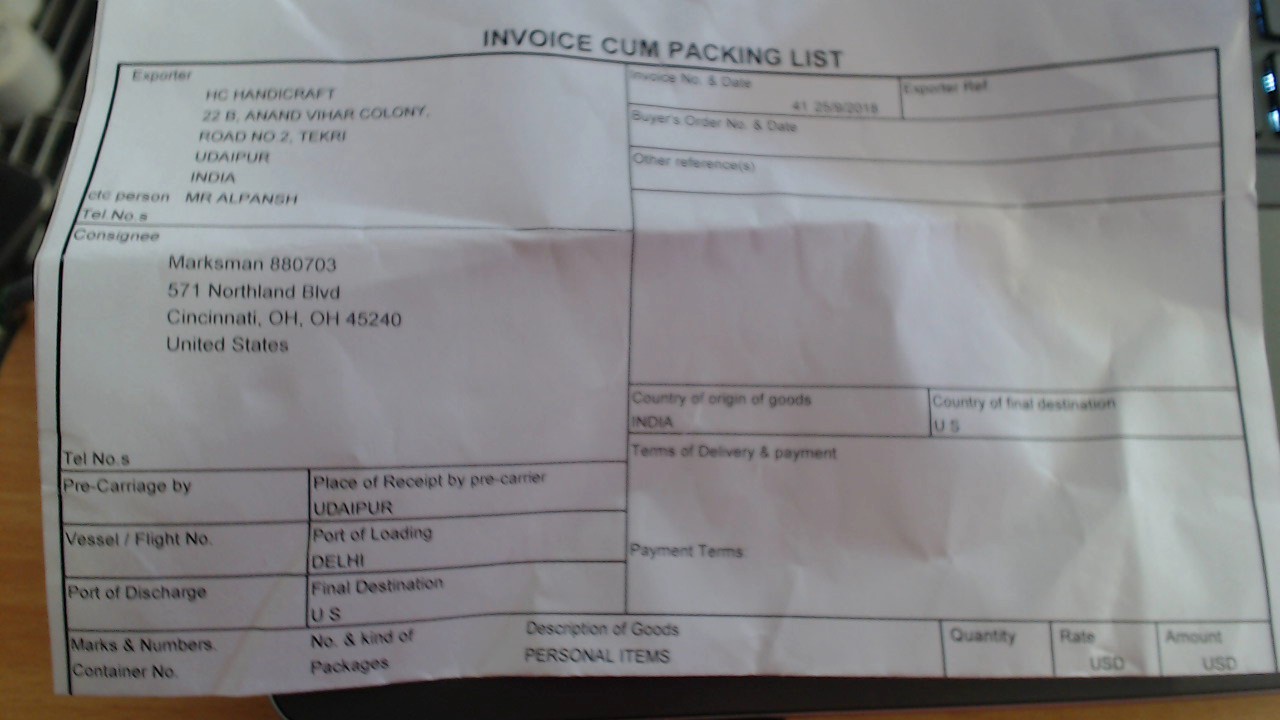 INVOICE CUM PACKING LIST
Exporter
HC HANDICRAFT
22 B, ANAND VIHAR COLONY,
ROAD NO 2, TEKRI
UDAIPUR
INDIA
ctc person MR ALPANSH
Tel No.s
Invoice No. & Date
41 25/9/2018
Exporter Ref.
Buyer's Order No. & Date
Other reference(s)
Consignee
Marksman 880703
571 Northland Blvd
Cincinnati, OH, OH 45240
United States
Tel No.s
Country of origin of goods
INDIA
Country of final destination
U S
Terms of Delivery & payment
Payment Terms
Pre-Carriage by
Place of Receipt by pre-carrier
UDAIPUR
Vessel / Flight No.
Port of Loading
DELHI
Port of Discharge
Final Destination
U S
Marks & Numbers.
Container No.
No. & kind of
Packages
Description of Goods
PERSONAL ITEMS
Quantity
Rate
USD
Amount
USD